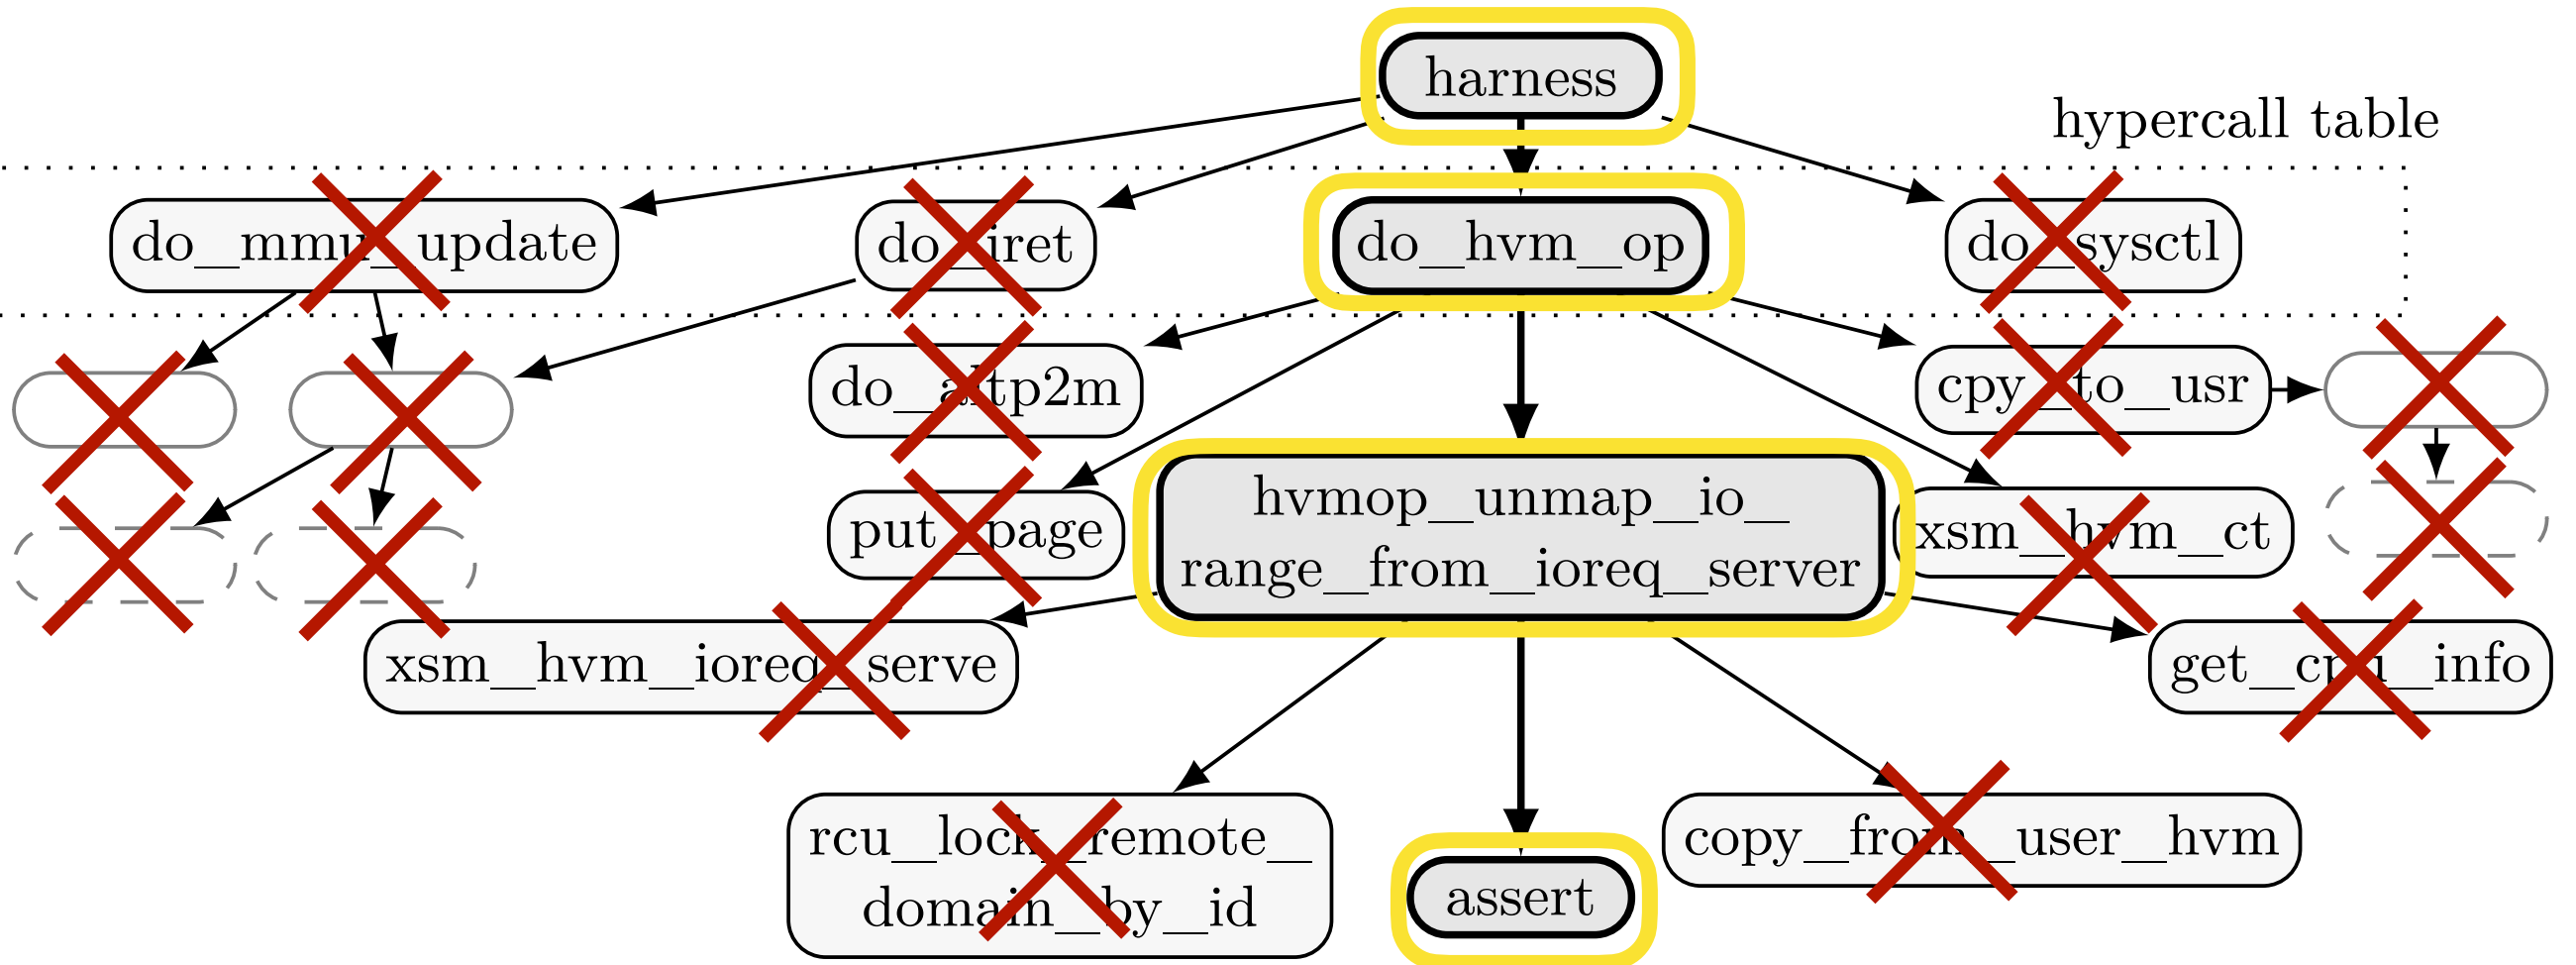 harness
hypercall table
do_mmu_update
do_iret
do_hvm_op
do_sysctl
do_altp2m
cpy_to_usr
put_page
hvmop_unmap_io_
range_from_ioreq_server
xsm_hvm_ct
xsm_hvm_ioreq_serve
get_cpu_info
rcu_lock_remote_
domain_by_id
assert
copy_from_user_hvm